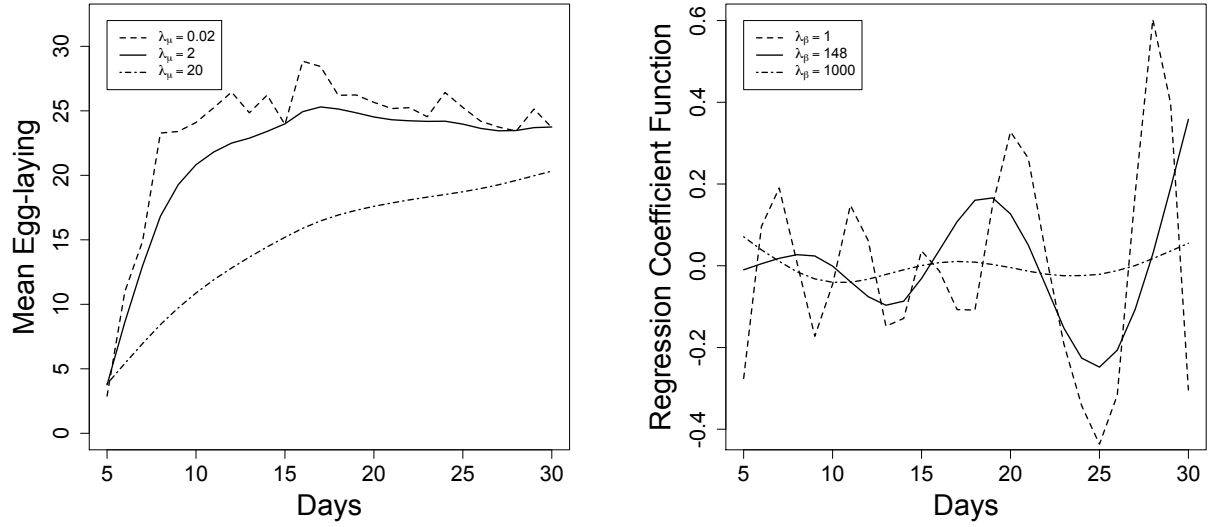 λμ = 0.02
λμ = 2
λμ = 20
Mean Egg-laying
0 5 10 15 20 25 30
5 10 15 20 25 30
Days
λβ = 1
λβ = 148
λβ = 1000
Regression Coefficient Function
-0.4 -0.2 0.0 0.2 0.4 0.6
5 10 15 20 25 30
Days